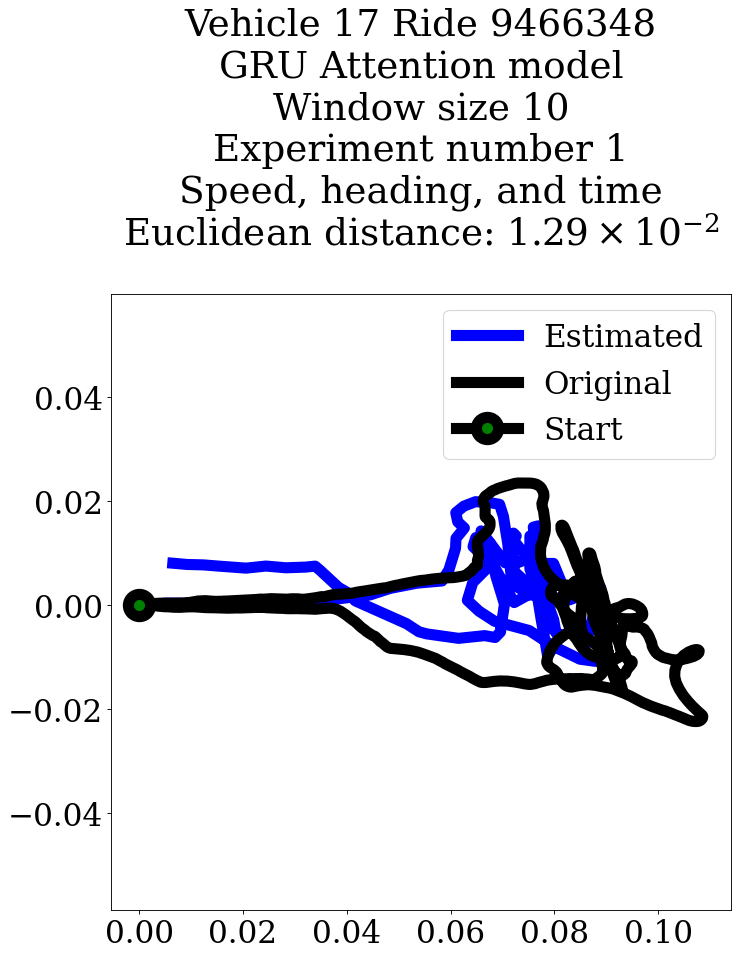 Vehicle 17 Ride 9466348
GRU Attention model
Window size 10
Experiment number 1
Speed, heading, and time
Euclidean distance: 1.29 × 10⁻²
Estimated
Original
Start
0.04
0.02
0.00
−0.02
−0.04
0.00 0.02 0.04 0.06 0.08 0.10